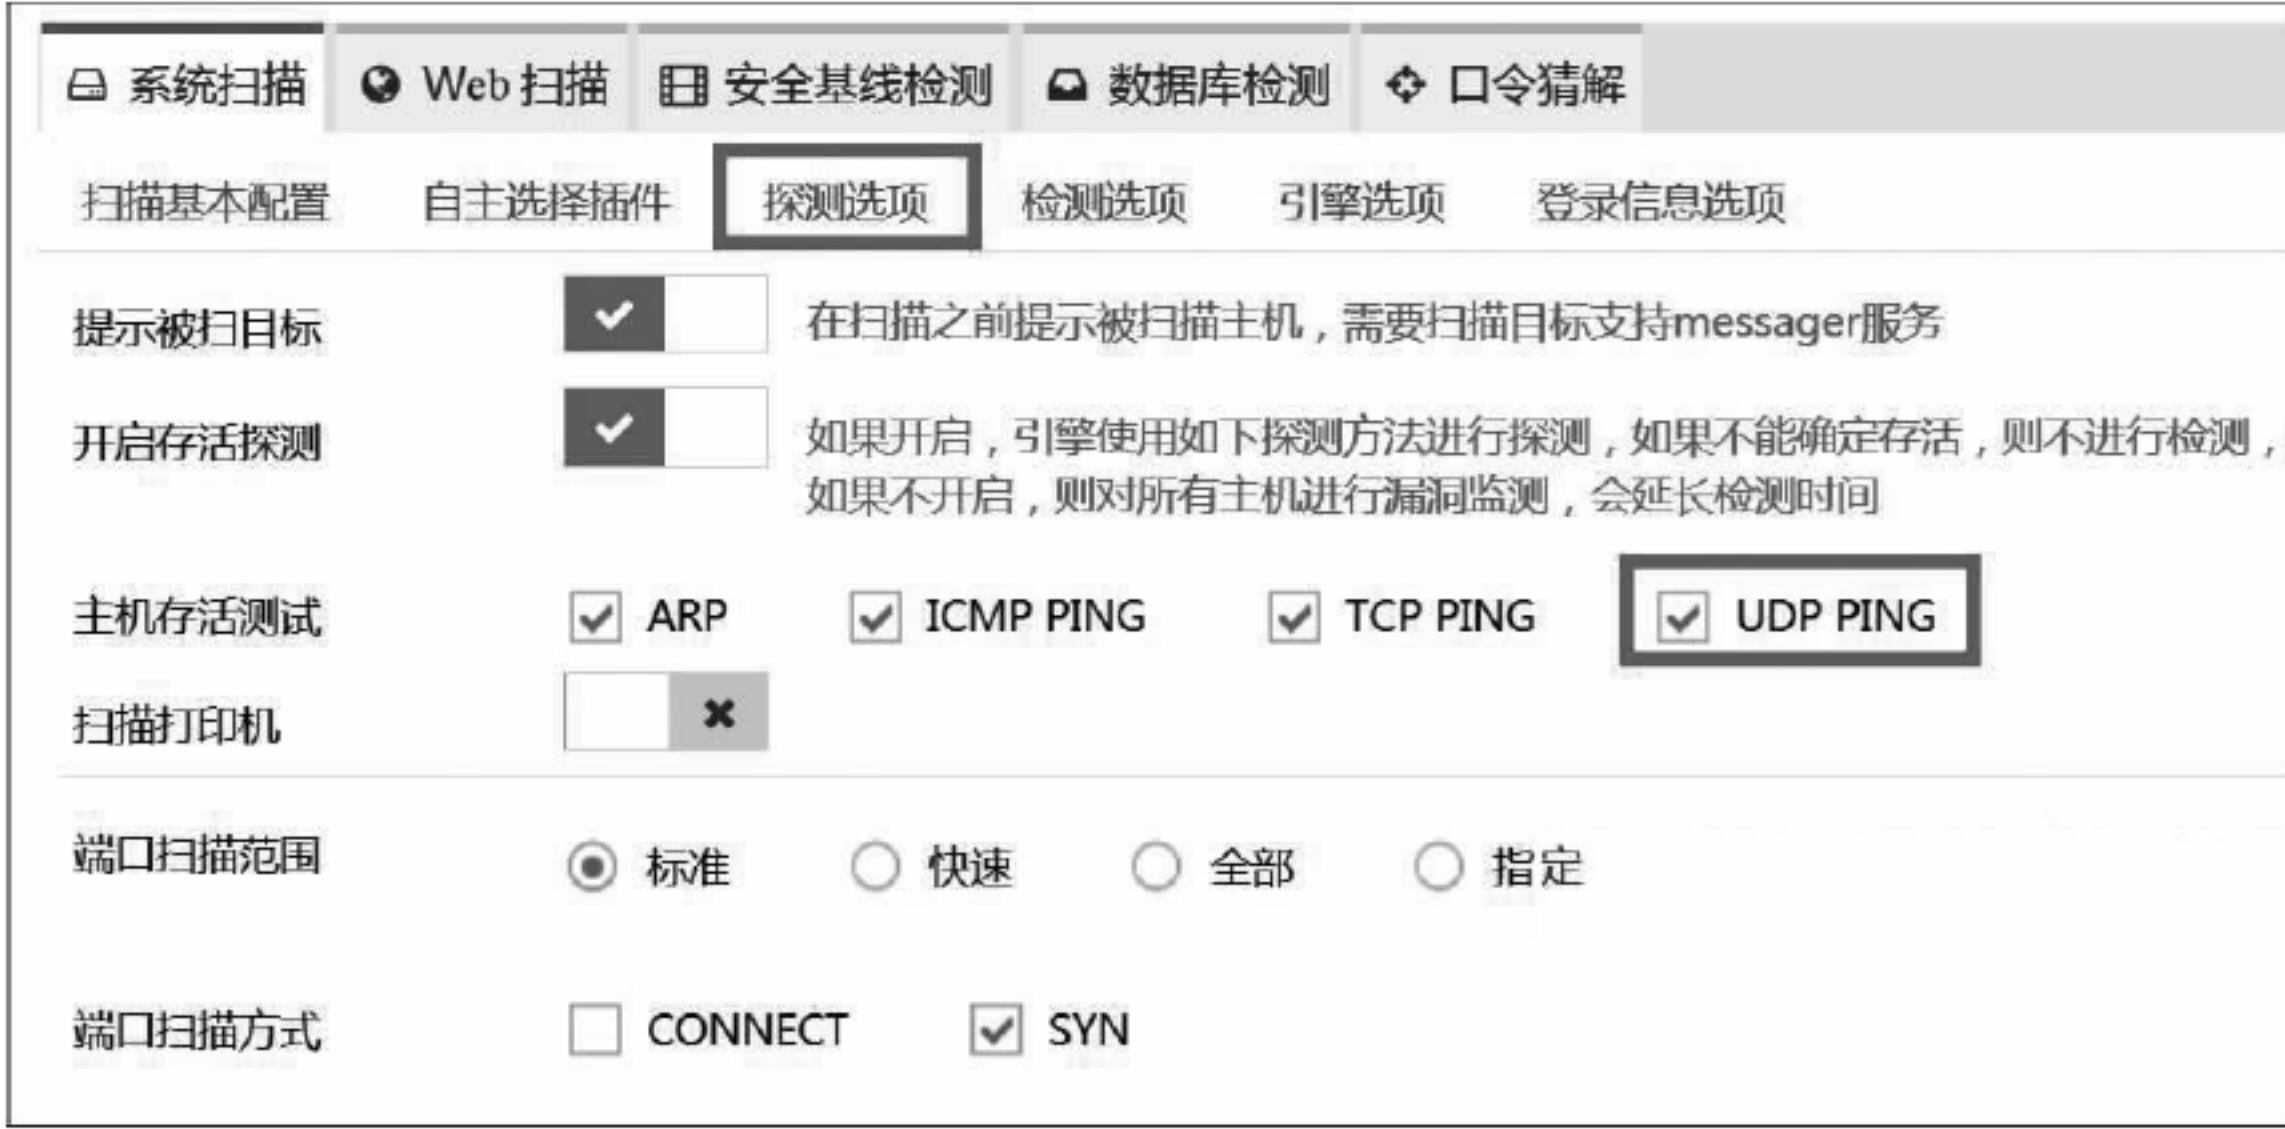 系统扫描 Web 扫描 安全基线检测 数据库检测 口令猜解
扫描基本配置 自主选择插件 探测选项 检测选项 引擎选项 登录信息选项
提示被扫目标 在扫描之前提示被扫描主机，需要扫描目标支持messager服务
开启存活探测 如果开启，引擎使用如下探测方法进行探测，如果不能确定存活，则不进行检测，
如果不开启，则对所有主机进行漏洞监测，会延长检测时间
主机存活测试 ARP ICMP PING TCP PING UDP PING
扫描打印机
端口扫描范围 标准 快速 全部 指定
端口扫描方式 CONNECT SYN